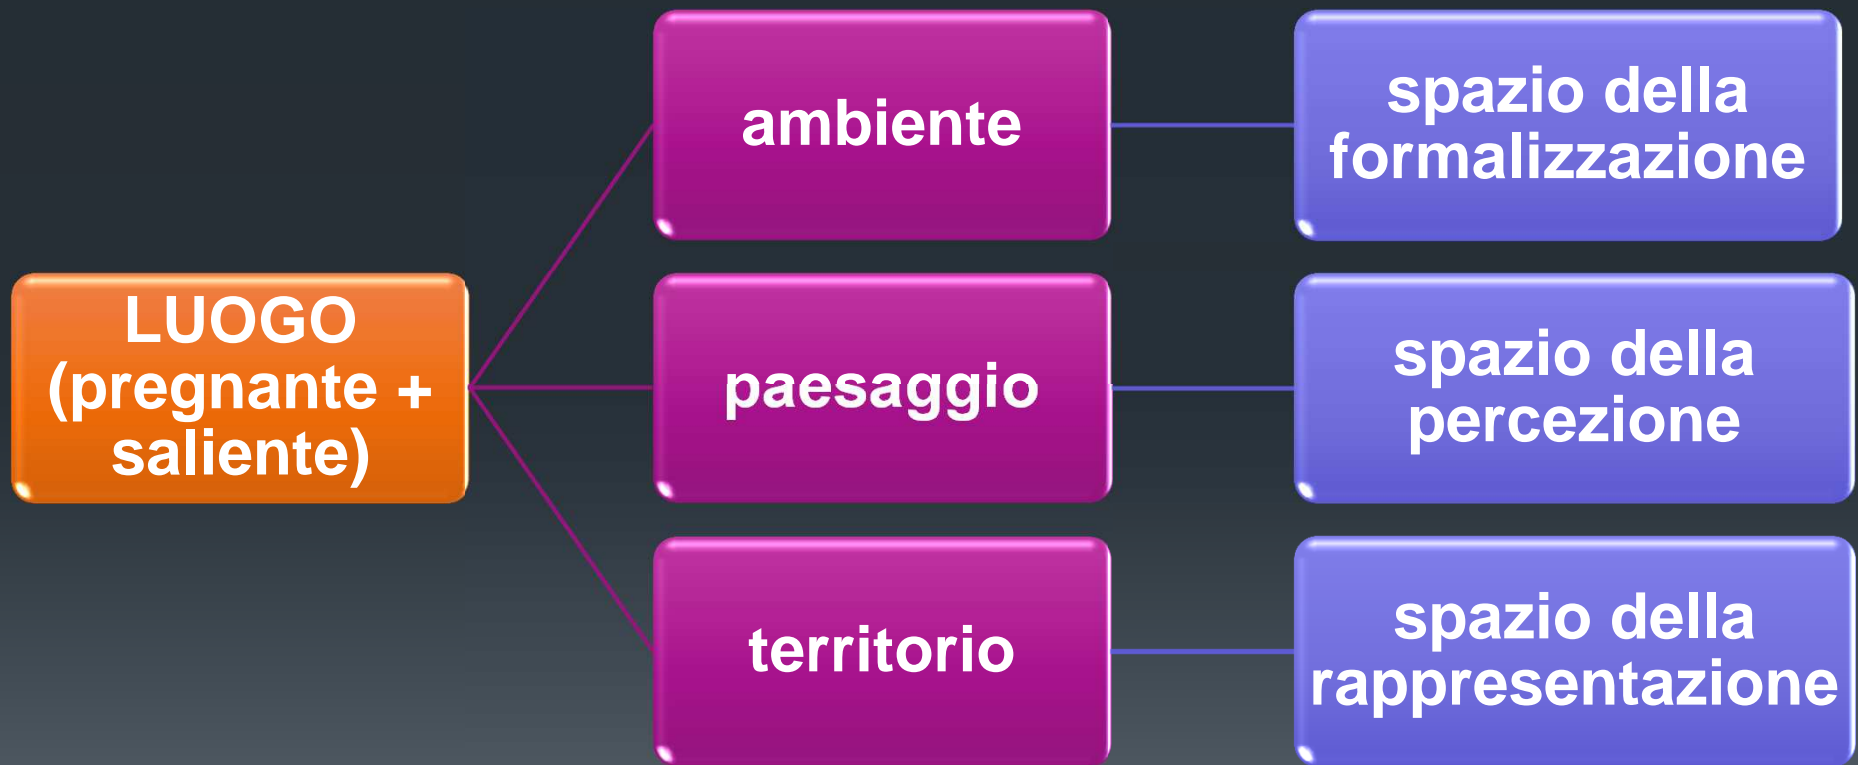 LUOGO
(pregnante +
saliente)
ambiente
spazio della
formalizzazione
paesaggio
spazio della
percezione
territorio
spazio della
rappresentazione